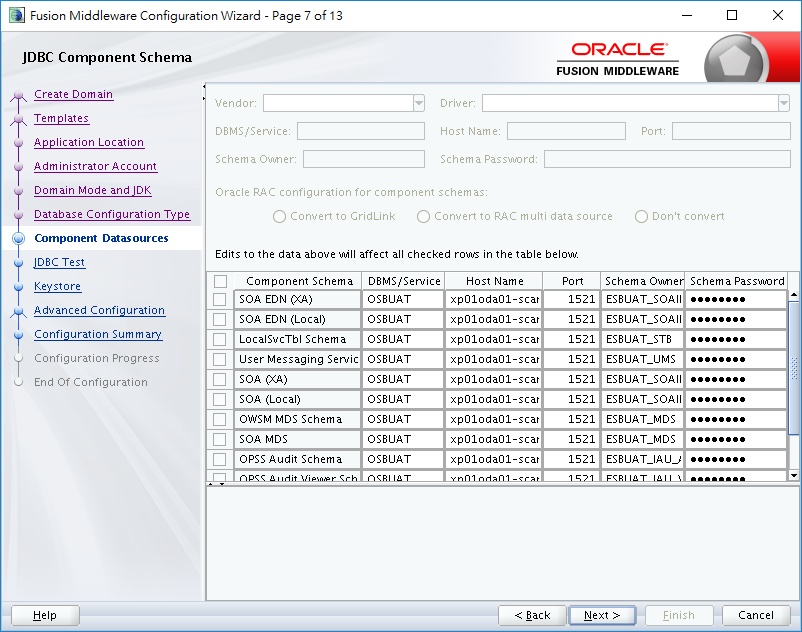 Fusion Middleware Configuration Wizard - Page 7 of 13
JDBC Component Schema
ORACLE
FUSION MIDDLEWARE
Create Domain
Templates
Application Location
Administrator Account
Domain Mode and JDK
Database Configuration Type
Component Datasources
JDBC Test
Keystore
Advanced Configuration
Configuration Summary
Configuration Progress
End Of Configuration
Vendor: Driver:
DBMS/Service: Host Name: Port:
Schema Owner: Schema Password:
Oracle RAC configuration for component schemas:
Convert to GridLink Convert to RAC multi data source Don't convert
Edits to the data above will affect all checked rows in the table below.
Component Schema DBMS/Service Host Name Port Schema Owner Schema Password
SOA EDN (XA) OSBUAT xp01oda01-scar 1521 ESBUAT_SOAII ●●●●●●●●
SOA EDN (Local) OSBUAT xp01oda01-scar 1521 ESBUAT_SOAII ●●●●●●●●
LocalSvcTbl Schema OSBUAT xp01oda01-scar 1521 ESBUAT_STB ●●●●●●●●
User Messaging Servic OSBUAT xp01oda01-scar 1521 ESBUAT_UMS ●●●●●●●●
SOA (XA) OSBUAT xp01oda01-scar 1521 ESBUAT_SOAII ●●●●●●●●
SOA (Local) OSBUAT xp01oda01-scar 1521 ESBUAT_SOAII ●●●●●●●●
OWSM MDS Schema OSBUAT xp01oda01-scar 1521 ESBUAT_MDS ●●●●●●●●
SOA MDS OSBUAT xp01oda01-scar 1521 ESBUAT_MDS ●●●●●●●●
OPSS Audit Schema OSBUAT xp01oda01-scar 1521 ESBUAT_IAU_A ●●●●●●●●
OPSS Audit Viewer Sch OSBUAT xp01oda01-scar 1521 ESBUAT_IAU_V ●●●●●●●●
Help < Back Next > Finish Cancel